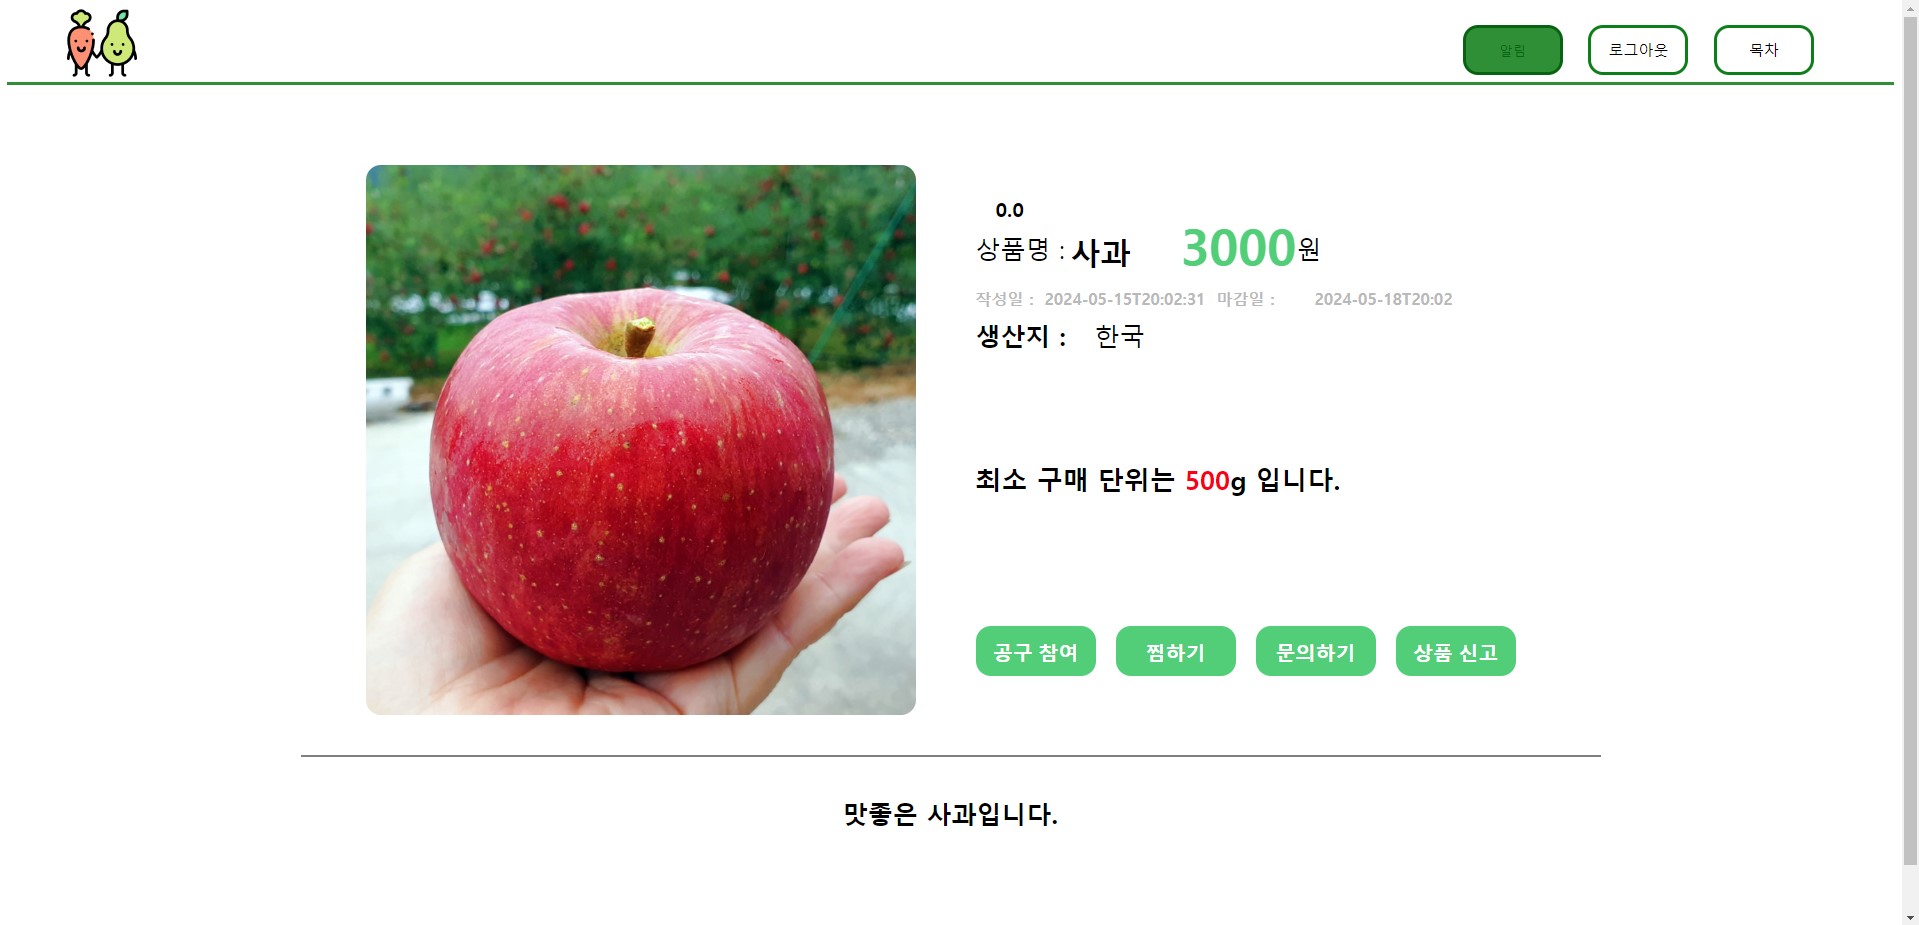 알림 로그아웃 목차
0.0
상품명 : 사과 3000원
작성일 : 2024-05-15T20:02:31 마감일 : 2024-05-18T20:02
생산지 : 한국
최소 구매 단위는 500g 입니다.
공구 참여 찜하기 문의하기 상품 신고
맛좋은 사과입니다.